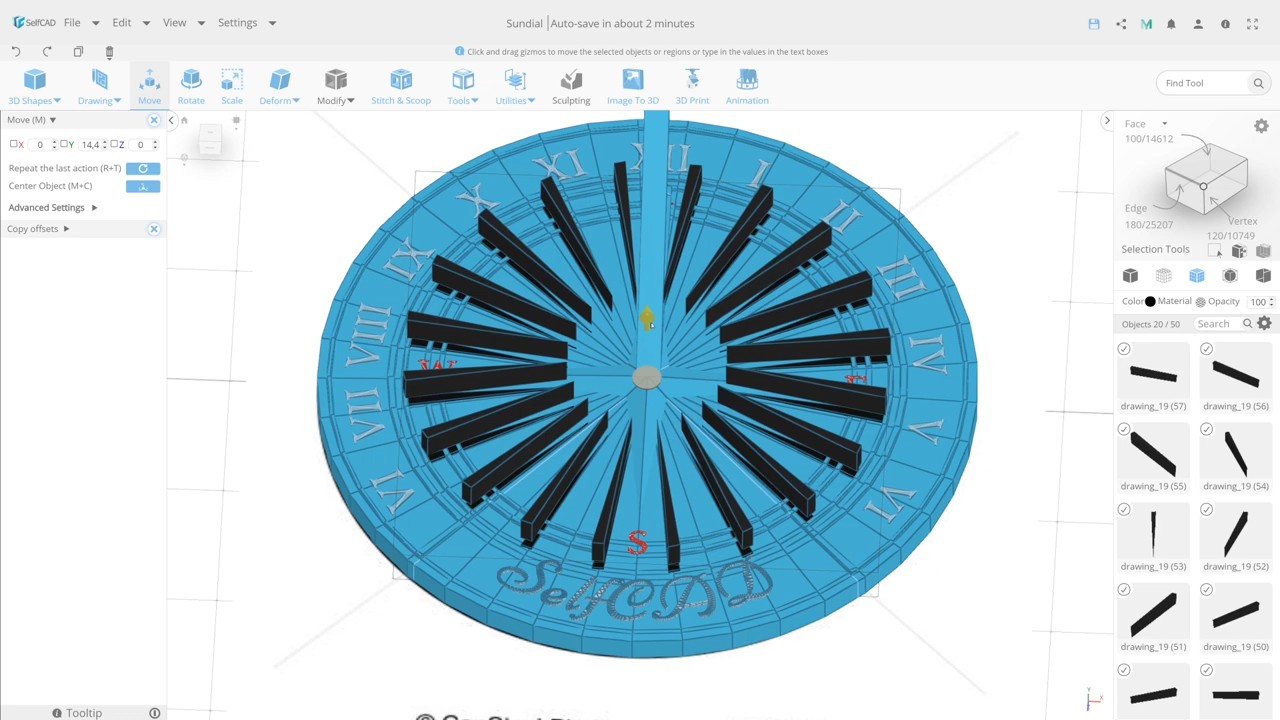 SelfCAD File Edit View Settings Sundial Auto-save in about 2 minutes
Click and drag gizmos to move the selected objects or regions or type in the values in the text boxes
3D Shapes Drawing Move Rotate Scale Deform Modify Stitch & Scoop Tools Utilities Sculpting Image To 3D 3D Print Animation Find Tool
Move (M)
X 0 Y 14,4 Z 0
Repeat the last action (R+T)
Center Object (M+C)
Advanced Settings
Copy offsets
XI XII I
X II
IX III
VIII IV
VII V
VI VI
W E
S
SelfCAD
Face
100/14612
Edge
180/25207
Vertex
120/10749
Selection Tools
Color Material Opacity 100
Objects 20 / 50 Search
drawing_19 (57) drawing_19 (56)
drawing_19 (55) drawing_19 (54)
drawing_19 (53) drawing_19 (52)
drawing_19 (51) drawing_19 (50)
Tooltip
Y X